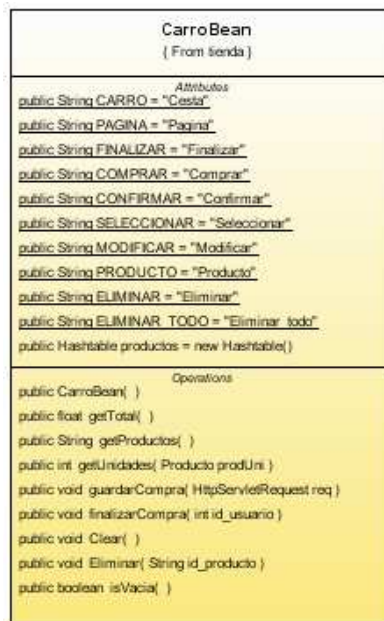 CarroBean
{ From tienda }
Attributes
public String CARRO = "Cesta"
public String PAGINA = "Pagina"
public String FINALIZAR = "Finalizar"
public String COMPRAR = "Comprar"
public String CONFIRMAR = "Confirmar"
public String SELECCIONAR = "Seleccionar"
public String MODIFICAR = "Modificar"
public String PRODUCTO = "Producto"
public String ELIMINAR = "Eliminar"
public String ELIMINAR_TODO = "Eliminar_todo"
public Hashtable productos = new Hashtable()
Operations
public CarroBean( )
public float getTotal( )
public String getProductos( )
public int getUnidades( Producto prodUni )
public void guardarCompra( HttpServletRequest req )
public void finalizarCompra( int id_usuario )
public void Clear( )
public void Eliminar( String id_producto )
public boolean isVacia( )